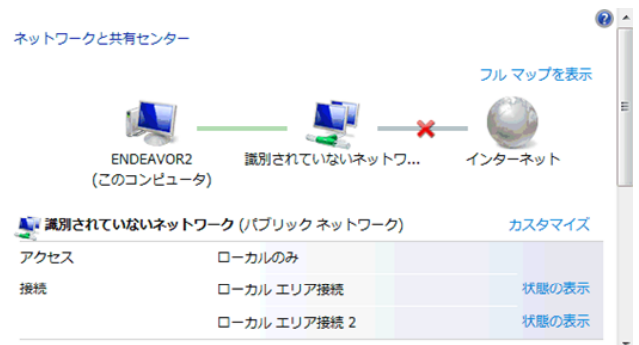 ネットワークと共有センター
フル マップを表示
ENDEAVOR2
(このコンピュータ)
識別されていないネットワ...
インターネット
識別されていないネットワーク (パブリック ネットワーク)
カスタマイズ
アクセス
ローカルのみ
接続
ローカル エリア接続
状態の表示
ローカル エリア接続 2
状態の表示